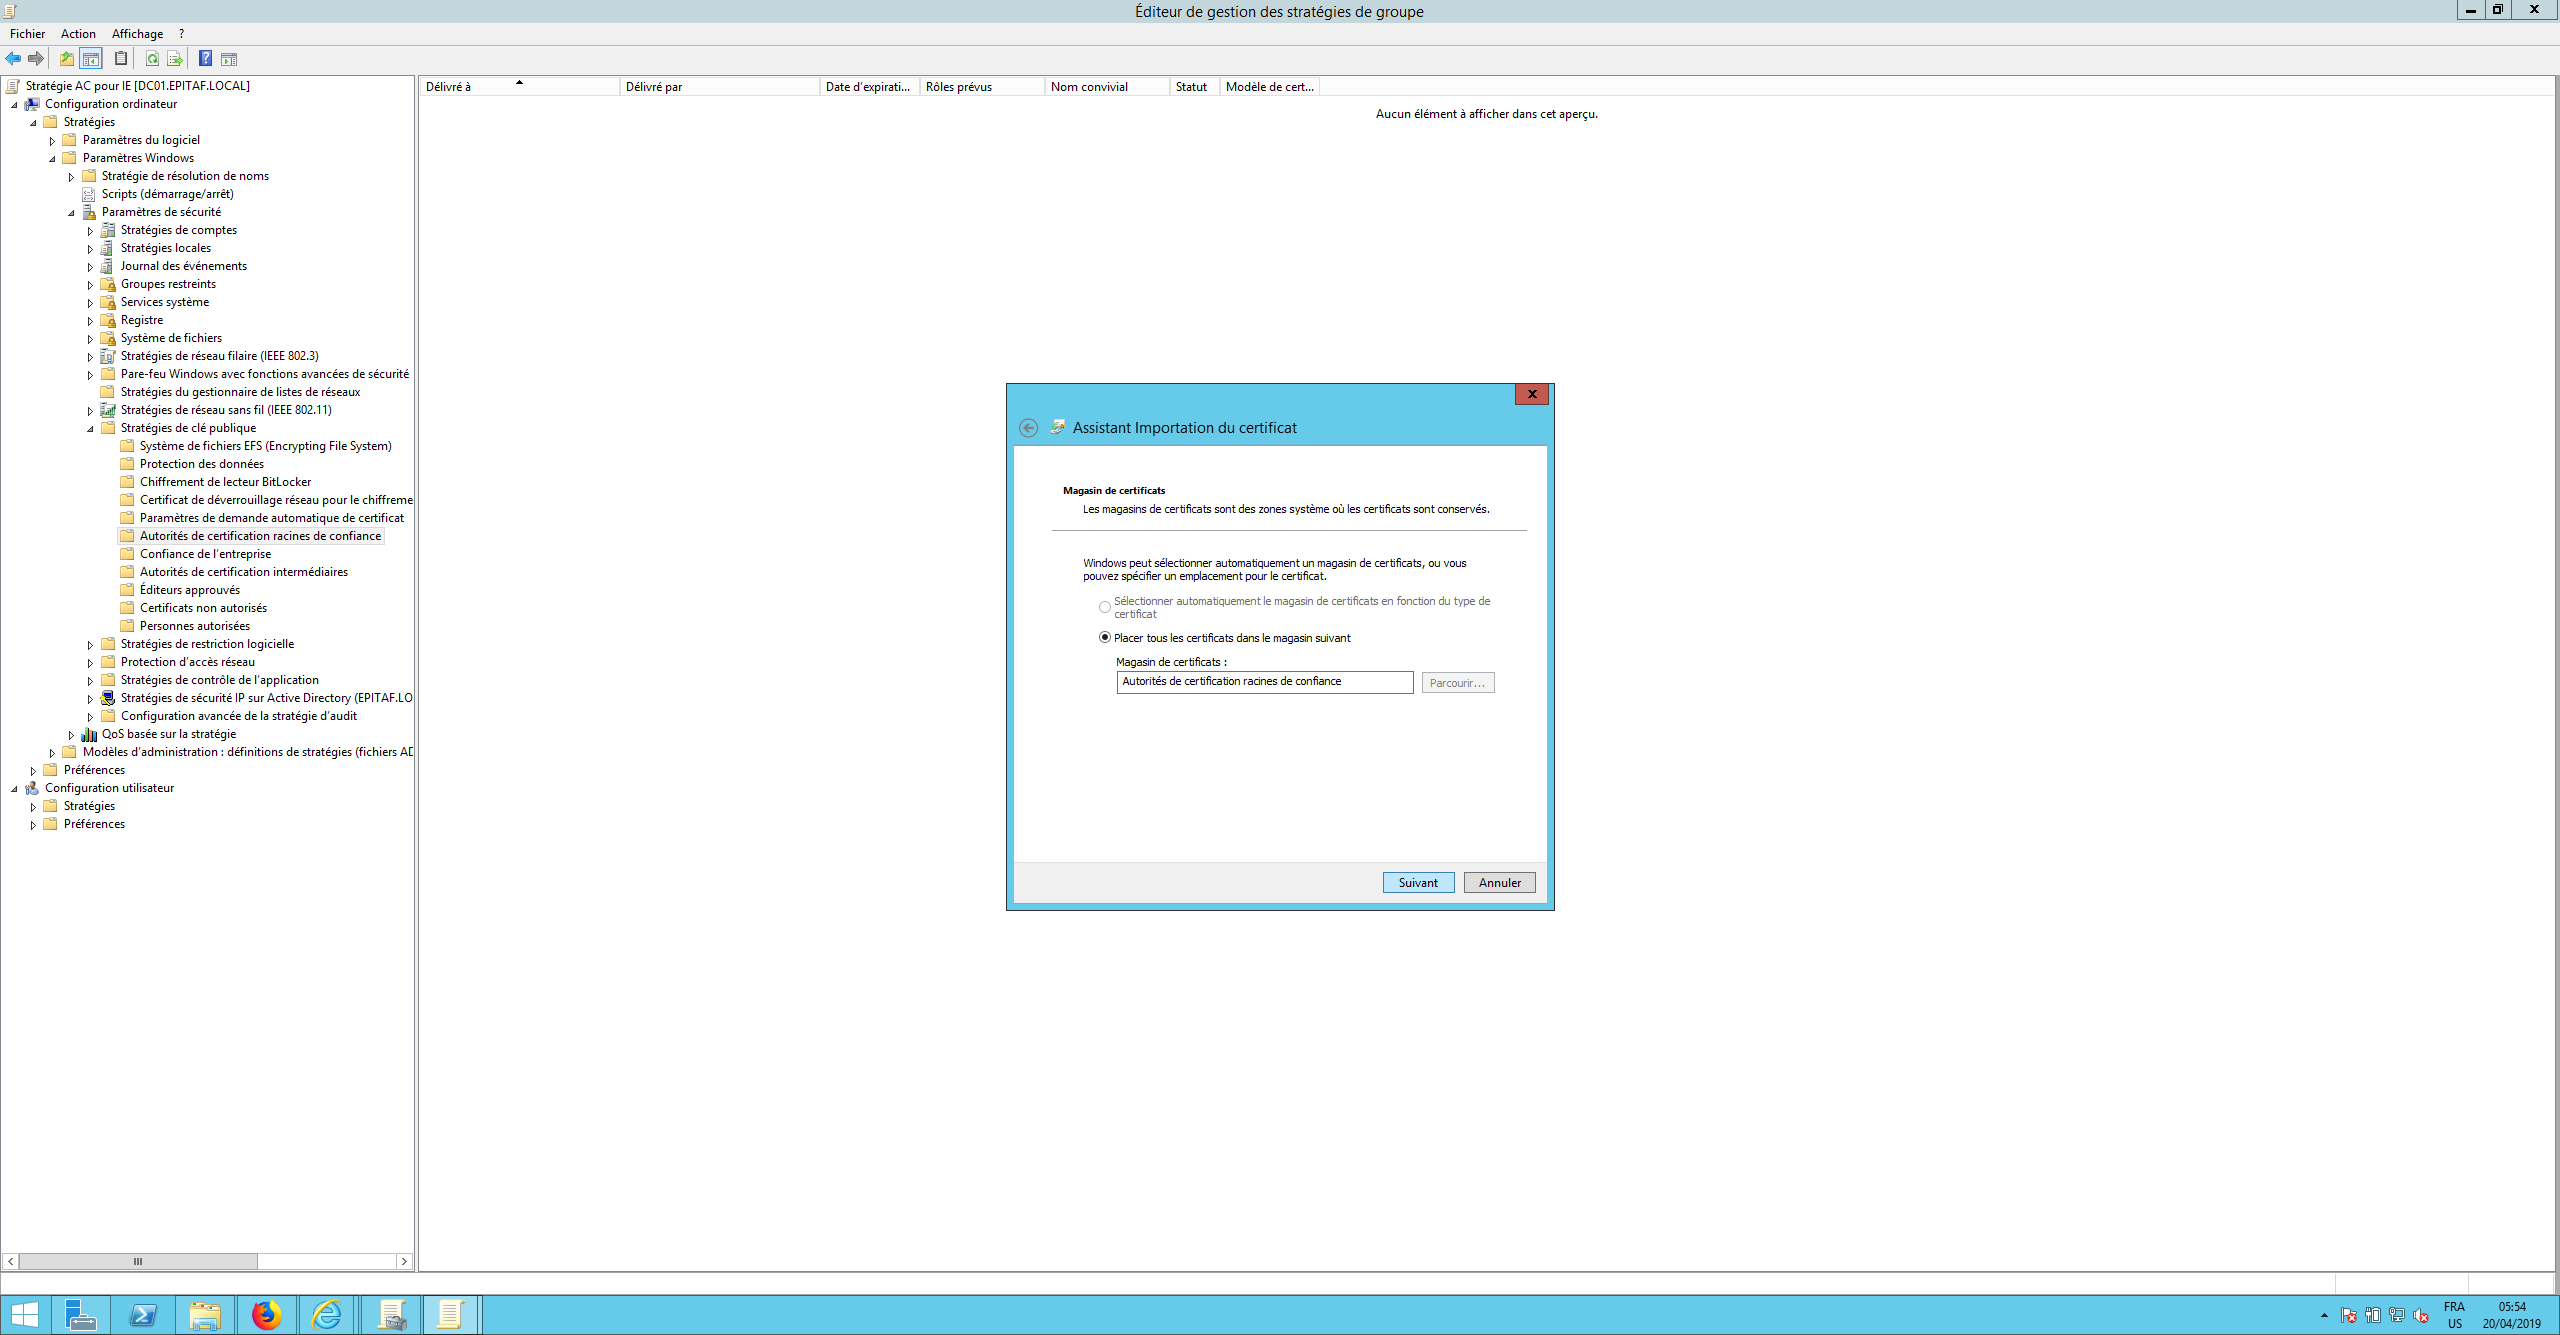 Éditeur de gestion des stratégies de groupe
Fichier Action Affichage ?
Stratégie AC pour IE [DC01.EPITAF.LOCAL]
Configuration ordinateur
Stratégies
Paramètres du logiciel
Paramètres Windows
Stratégie de résolution de noms
Scripts (démarrage/arrêt)
Paramètres de sécurité
Stratégies de comptes
Stratégies locales
Journal des événements
Groupes restreints
Services système
Registre
Système de fichiers
Stratégies de réseau filaire (IEEE 802.3)
Pare-feu Windows avec fonctions avancées de sécurité
Stratégies du gestionnaire de listes de réseaux
Stratégies de réseau sans fil (IEEE 802.11)
Stratégies de clé publique
Système de fichiers EFS (Encrypting File System)
Protection des données
Chiffrement de lecteur BitLocker
Certificat de déverrouillage réseau pour le chiffreme
Paramètres de demande automatique de certificat
Autorités de certification racines de confiance
Confiance de l'entreprise
Autorités de certification intermédiaires
Éditeurs approuvés
Certificats non autorisés
Personnes autorisées
Stratégies de restriction logicielle
Protection d'accès réseau
Stratégies de contrôle de l'application
Stratégies de sécurité IP sur Active Directory (EPITAF.LO
Configuration avancée de la stratégie d'audit
QoS basée sur la stratégie
Modèles d'administration : définitions de stratégies (fichiers AD
Préférences
Configuration utilisateur
Stratégies
Préférences
Délivré à Délivré par Date d'expirati... Rôles prévus Nom convivial Statut Modèle de cert...
Aucun élément à afficher dans cet aperçu.
Assistant Importation du certificat
Magasin de certificats
Les magasins de certificats sont des zones système où les certificats sont conservés.
Windows peut sélectionner automatiquement un magasin de certificats, ou vous
pouvez spécifier un emplacement pour le certificat.
Sélectionner automatiquement le magasin de certificats en fonction du type de
certificat
Placer tous les certificats dans le magasin suivant
Magasin de certificats :
Autorités de certification racines de confiance Parcourir...
Suivant Annuler
FRA 05:54
US 20/04/2019